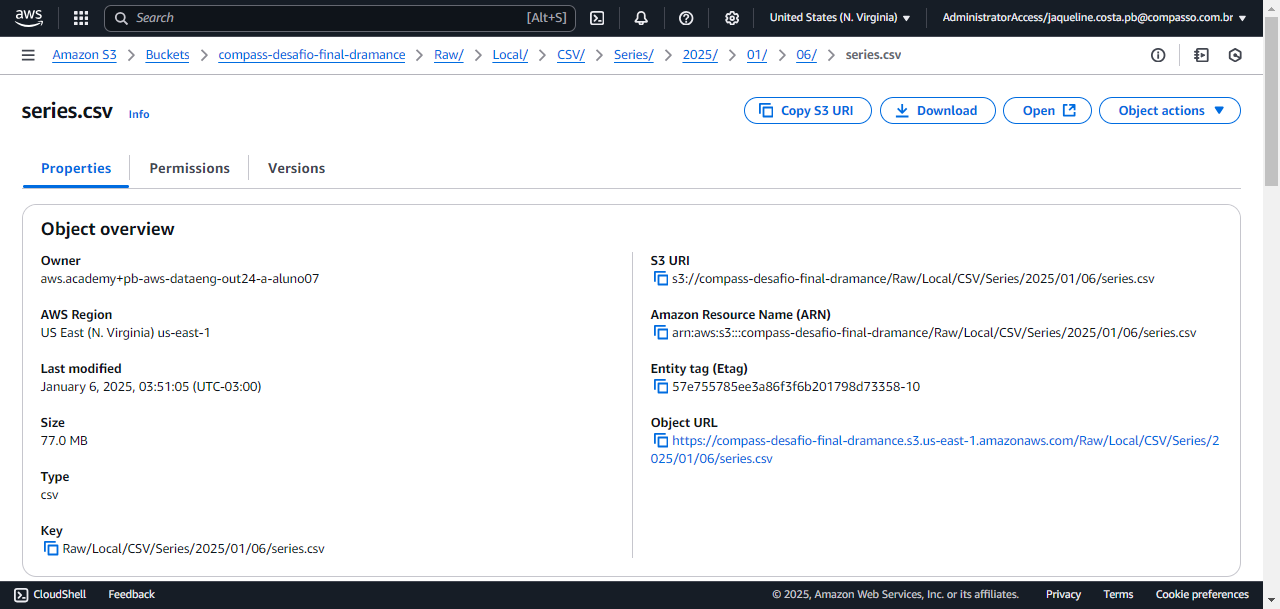 aws
Search [Alt+S]
United States (N. Virginia)
AdministratorAccess/jaqueline.costa.pb@compasso.com.br
Amazon S3 > Buckets > compass-desafio-final-dramance > Raw/ > Local/ > CSV/ > Series/ > 2025/ > 01/ > 06/ > series.csv
series.csv Info
Copy S3 URI Download Open Object actions
Properties Permissions Versions
Object overview
Owner
aws.academy+pb-aws-dataeng-out24-a-aluno07
AWS Region
US East (N. Virginia) us-east-1
Last modified
January 6, 2025, 03:51:05 (UTC-03:00)
Size
77.0 MB
Type
csv
Key
Raw/Local/CSV/Series/2025/01/06/series.csv
S3 URI
s3://compass-desafio-final-dramance/Raw/Local/CSV/Series/2025/01/06/series.csv
Amazon Resource Name (ARN)
arn:aws:s3:::compass-desafio-final-dramance/Raw/Local/CSV/Series/2025/01/06/series.csv
Entity tag (Etag)
57e755785ee3a86f3f6b201798d73358-10
Object URL
https://compass-desafio-final-dramance.s3.us-east-1.amazonaws.com/Raw/Local/CSV/Series/2
025/01/06/series.csv
CloudShell Feedback © 2025, Amazon Web Services, Inc. or its affiliates. Privacy Terms Cookie preferences